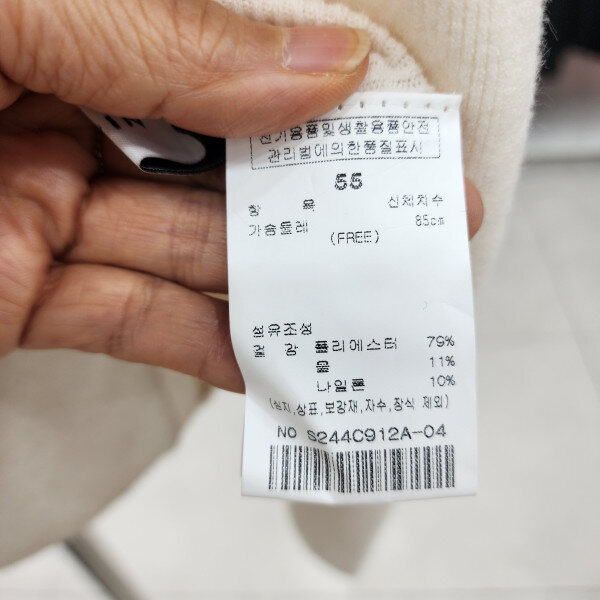 전기용품및생활용품안전
관리법에의한품질표시
55
항 목 신체치수
가슴둘레 85cm
(FREE)
섬유조성
겉 감 폴리에스터 79%
울 11%
나일론 10%
(심지,상표,보강재,자수,장식 제외)
NO S244C912A-04